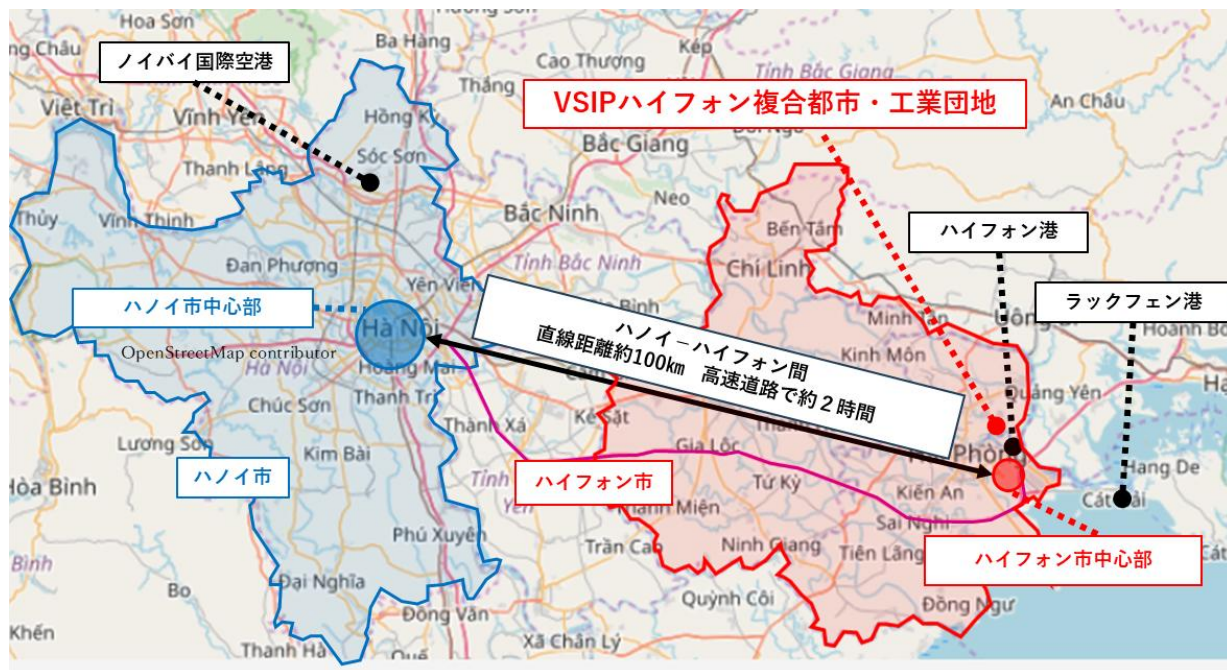 Hoa Sơn
Ba Hàng
Kép
ノイバイ国際空港
Cao Thượng
Tỉnh Bắc Giang
Thắng
VSIPハイフォン複合都市・工業団地
An Châu
Việt Trì
Vĩnh Yên
Hồng Kỳ
Bắc Giang
Thanh Lãng
Sóc Sơn
Neo
Bắc Ninh
Bến Tắm
ハイフォン港
Thủy
Vĩnh Thịnh
Tỉnh Bắc Ninh
Chí Linh
Đan Phượng
Yên Viên
ラックフェン港
ハノイ市中心部
Hà Nội
Minh Tân
OpenStreetMap contributor
ハノイ－ハイフォン間
直線距離約100㎞　高速道路で約２時間
Kinh Môn
Hà Nội
Hoàng Mai
Thanh Trì
Quảng Yên
Chúc Sơn
Thành Xá
Kẻ Sặt
Gia Lộc
Phòng
Lương Sơn
Kim Bài
ハノイ市
ハイフォン市
Tứ Kỳ
Kiến An
Hòa Bình
Thanh Miện
Phú Xuyên
Trần Cao
Ninh Giang
Tiên Lãng
ハイフォン市中心部
Bo
Đại Nghĩa
Đồng Văn
Quỳnh Côi
Khến
Xã Chân Lý
Thanh Hà